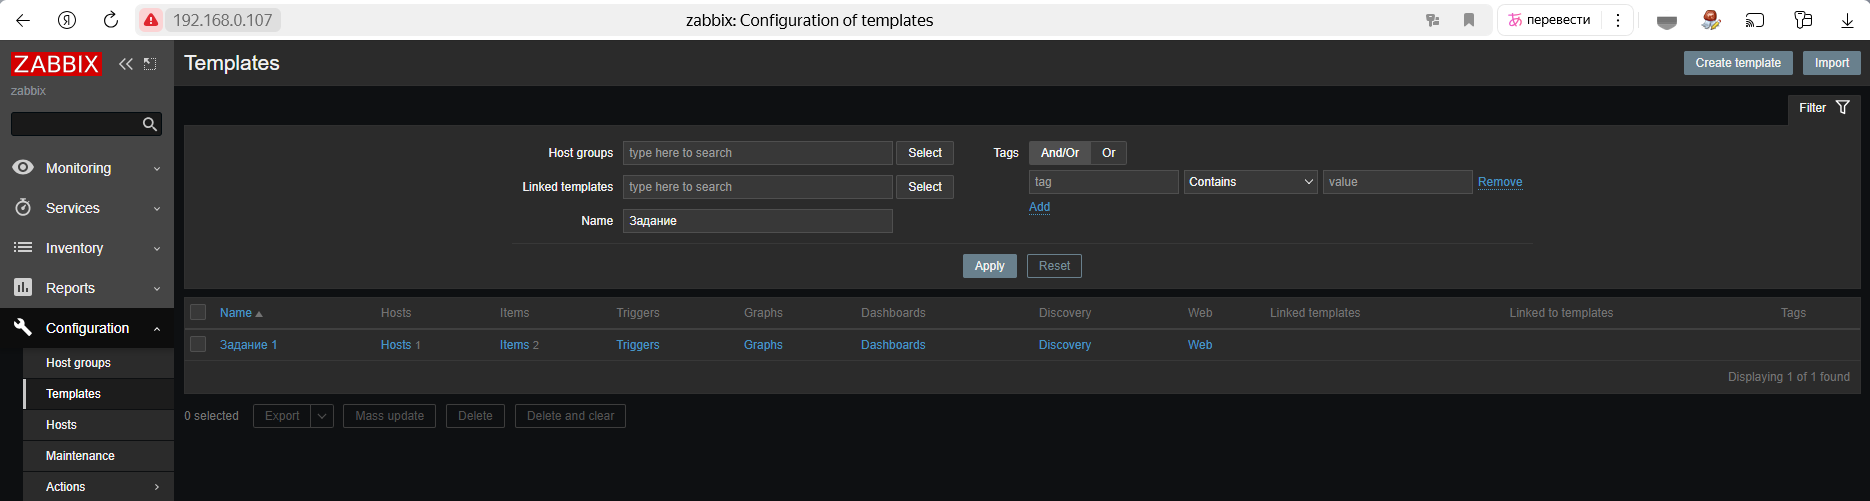 192.168.0.107
zabbix: Configuration of templates
перевести
ZABBIX
zabbix
Templates
Create template
Import
Filter
Host groups
type here to search
Select
Tags
And/Or
Or
Linked templates
type here to search
Select
tag
Contains
value
Remove
Add
Name
Задание
Apply
Reset
Monitoring
Services
Inventory
Reports
Configuration
Host groups
Templates
Hosts
Maintenance
Actions
Name Hosts Items Triggers Graphs Dashboards Discovery Web Linked templates Linked to templates Tags
Задание 1 Hosts 1 Items 2 Triggers Graphs Dashboards Discovery Web
Displaying 1 of 1 found
0 selected
Export
Mass update
Delete
Delete and clear